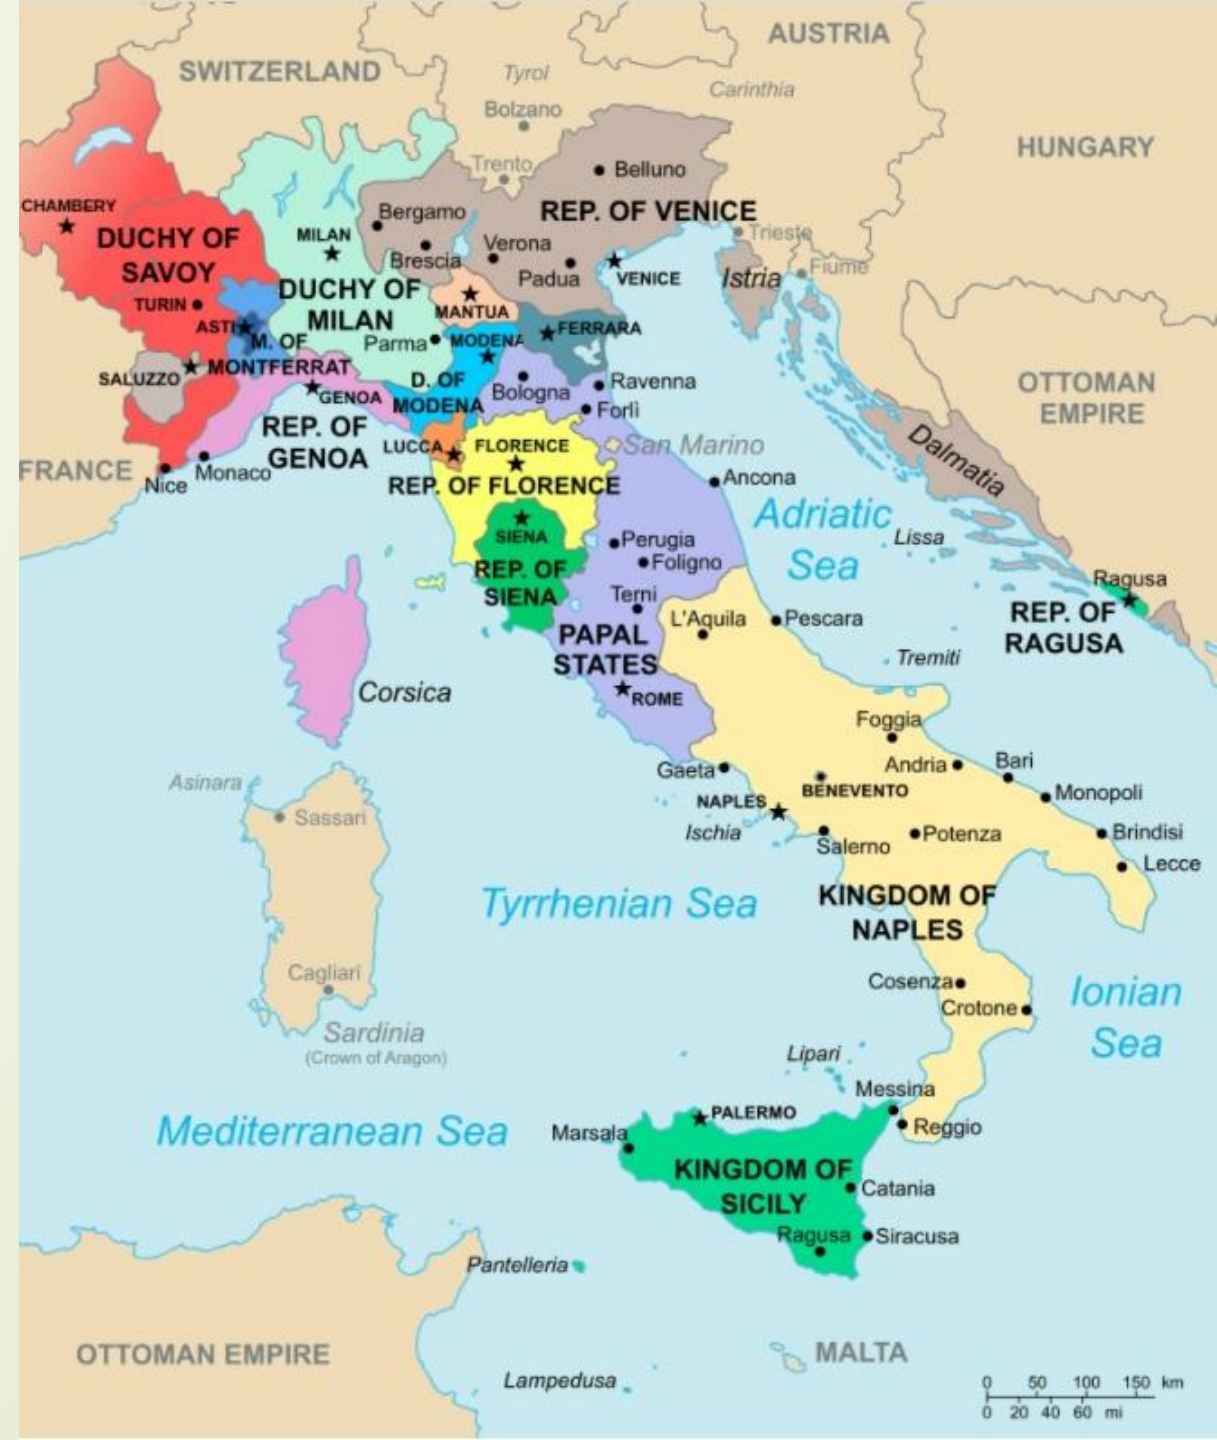 AUSTRIA
SWITZERLAND
Tyrol
Bolzano
Carinthia
HUNGARY
Trento
Belluno
CHAMBERY
Bergamo
REP. OF VENICE
DUCHY OF
SAVOY
MILAN
Trieste
Verona
Brescia
Padua
VENICE
Istria
Fiume
DUCHY OF
MILAN
TURIN
MANTUA
ASTI
M. OF
MONTFERRAT
Parma
MODENA
FERRARA
SALUZZO
GENOA
D. OF
MODENA
Bologna
Ravenna
Forlì
OTTOMAN
EMPIRE
REP. OF
GENOA
LUCCA
FLORENCE
San Marino
Dalmatia
FRANCE
Nice
Monaco
REP. OF FLORENCE
Ancona
Adriatic
Sea
Lissa
SIENA
REP. OF
SIENA
Perugia
Foligno
Terni
Ragusa
REP. OF
RAGUSA
L'Aquila
Pescara
PAPAL
STATES
Tremiti
ROME
Corsica
Foggia
Gaeta
Andria
Bari
Asinara
Sassari
NAPLES
BENEVENTO
Monopoli
Ischia
Salerno
Potenza
Brindisi
Lecce
Tyrrhenian Sea
KINGDOM OF
NAPLES
Cagliari
Sardinia
(Crown of Aragon)
Cosenza
Crotone
Ionian
Sea
Lipari
Messina
Mediterranean Sea
Marsala
PALERMO
Reggio
KINGDOM OF
SICILY
Catania
Ragusa
Siracusa
Pantelleria
OTTOMAN EMPIRE
MALTA
Lampedusa
0 50 100 150 km
0 20 40 60 mi